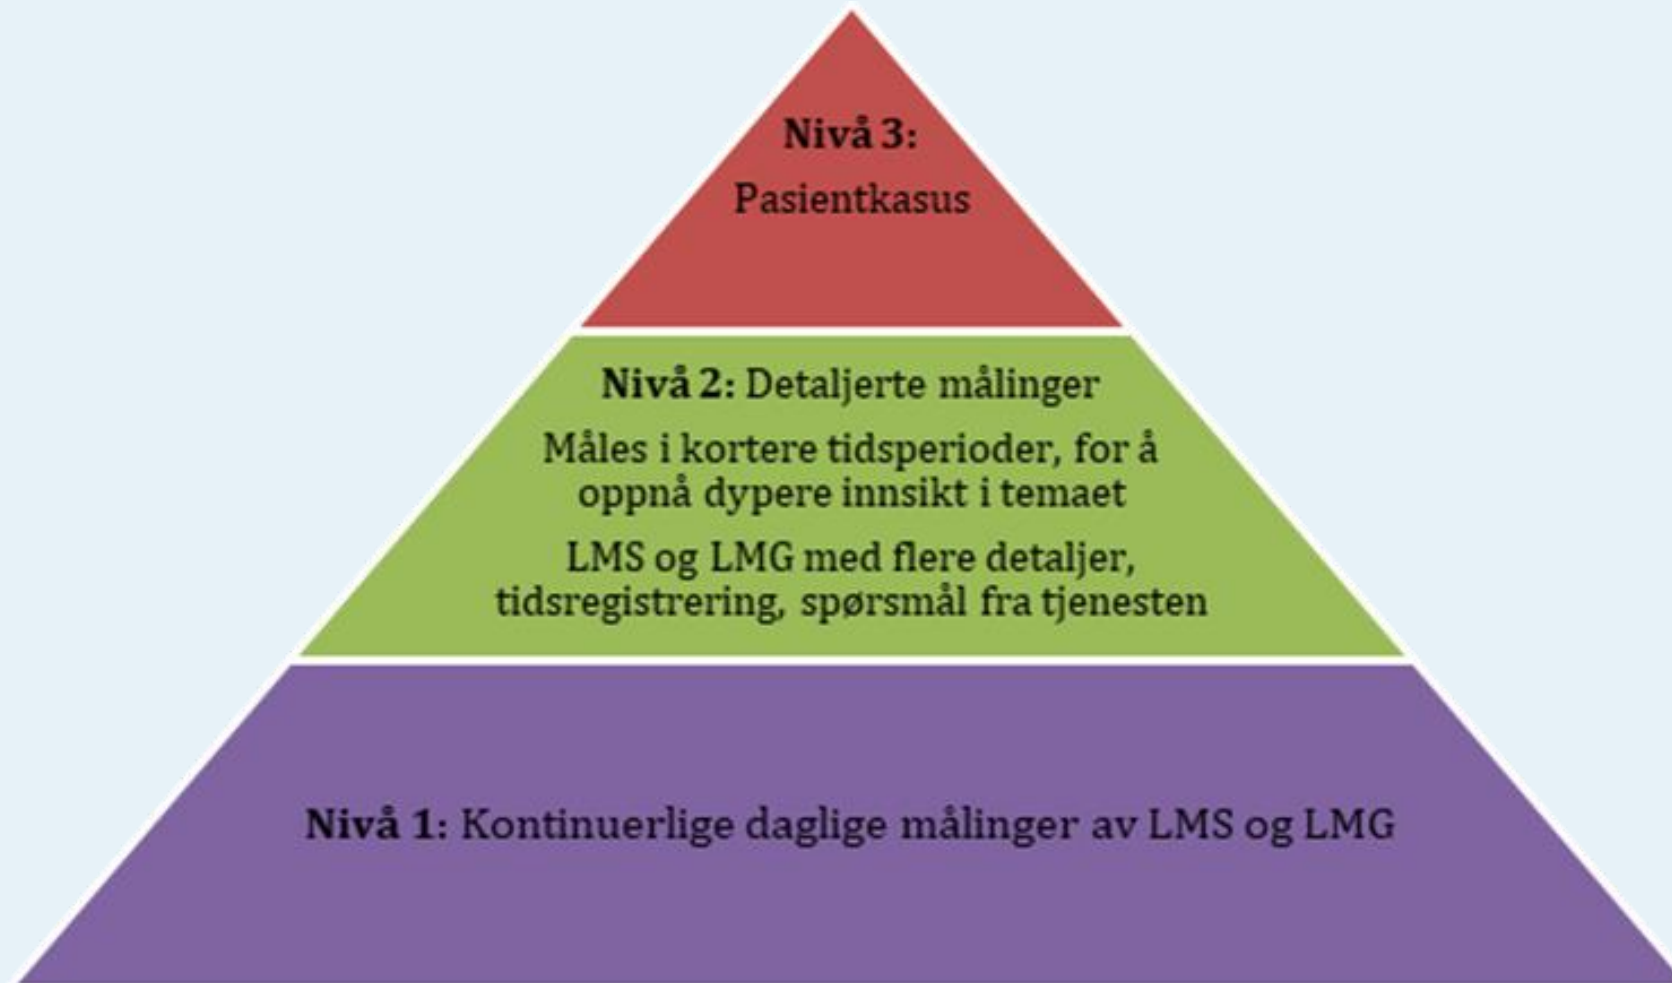 Nivå 3:
Pasientkasus
Nivå 2: Detaljerte målinger
Måles i kortere tidsperioder, for å
oppnå dypere innsikt i temaet
LMS og LMG med flere detaljer,
tidsregistrering, spørsmål fra tjenesten
Nivå 1: Kontinuerlige daglige målinger av LMS og LMG